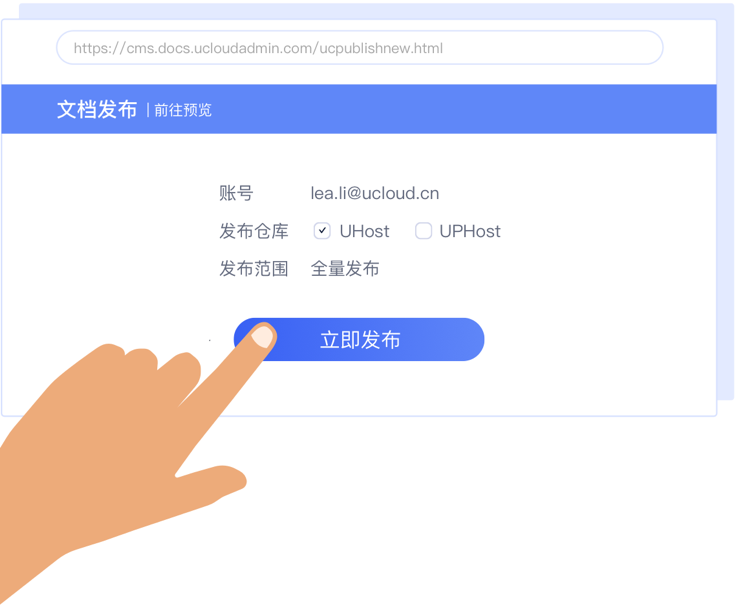 https://cms.docs.ucloudadmin.com/ucpublishnew.html
文档发布 | 前往预览
账号 lea.li@ucloud.cn
发布仓库 UHost UPHost
发布范围 全量发布
立即发布